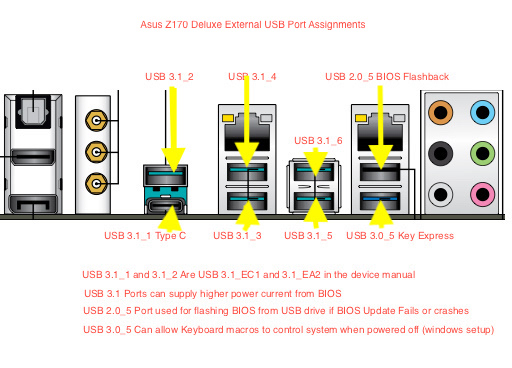 Asus Z170 Deluxe External USB Port Assignments
USB 3.1_2 USB 3.1_4 USB 2.0_5 BIOS Flashback
USB 3.1_6
USB 3.1_1 Type C USB 3.1_3 USB 3.1_5 USB 3.0_5 Key Express
USB 3.1_1 and 3.1_2 Are USB 3.1_EC1 and 3.1_EA2 in the device manual
USB 3.1 Ports can supply higher power current from BIOS
USB 2.0_5 Port used for flashing BIOS from USB drive if BIOS Update Fails or crashes
USB 3.0_5 Can allow Keyboard macros to control system when powered off (windows setup)